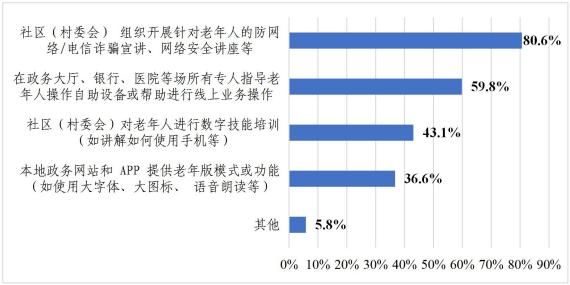 社区（村委会） 组织开展针对老年人的防网
络/电信诈骗宣讲、网络安全讲座等
80.6%
在政务大厅、银行、医院等场所有专人指导老
年人操作自助设备或帮助进行线上业务操作
59.8%
社区（村委会）对老年人进行数字技能培训
（如讲解如何使用手机等）
43.1%
本地政务网站和 APP 提供老年版模式或功能
（如使用大字体、大图标、 语音朗读等）
36.6%
其他
5.8%
0% 10% 20% 30% 40% 50% 60% 70% 80% 90%